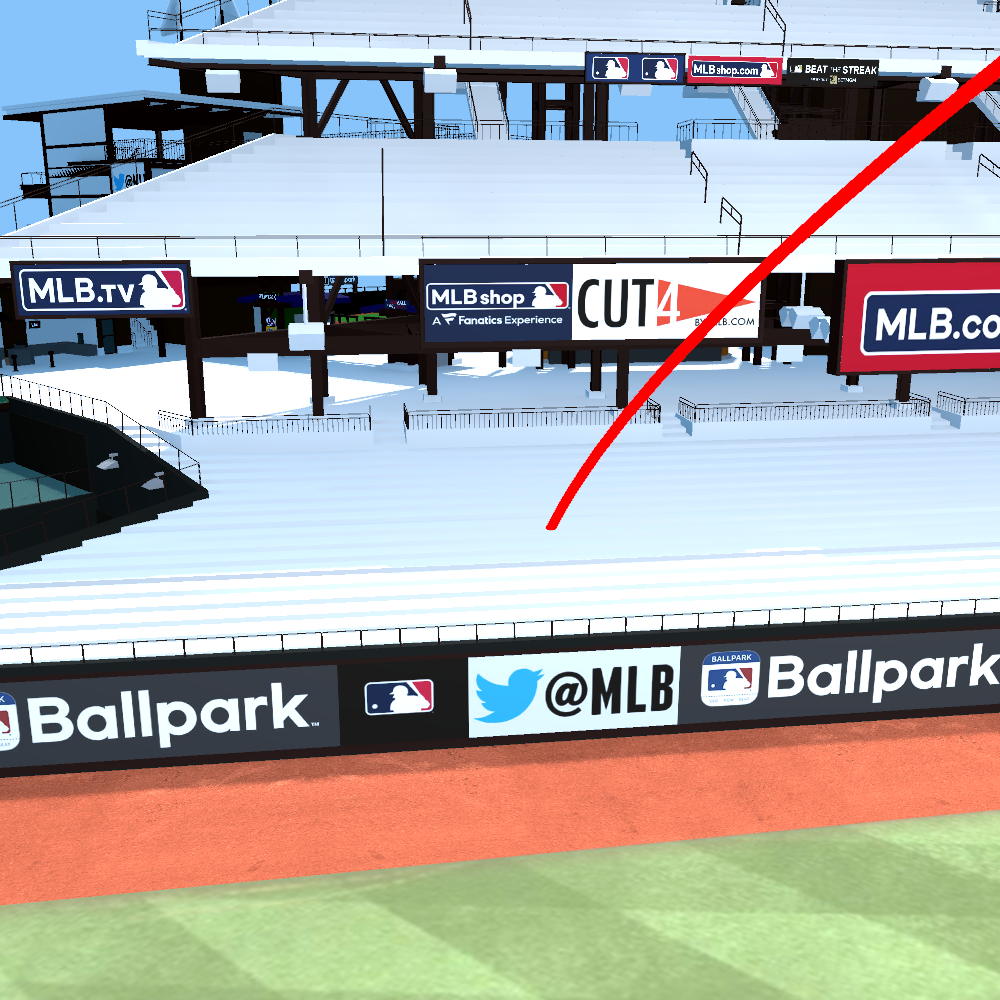 MLBshop.com
BEAT THE STREAK
@ML
MLB.TV
MLB shop
A Fanatics Experience
CUT4
BY MLB.COM
MLB.co
Ballpark
@MLB
BALLPARK
Ballpark